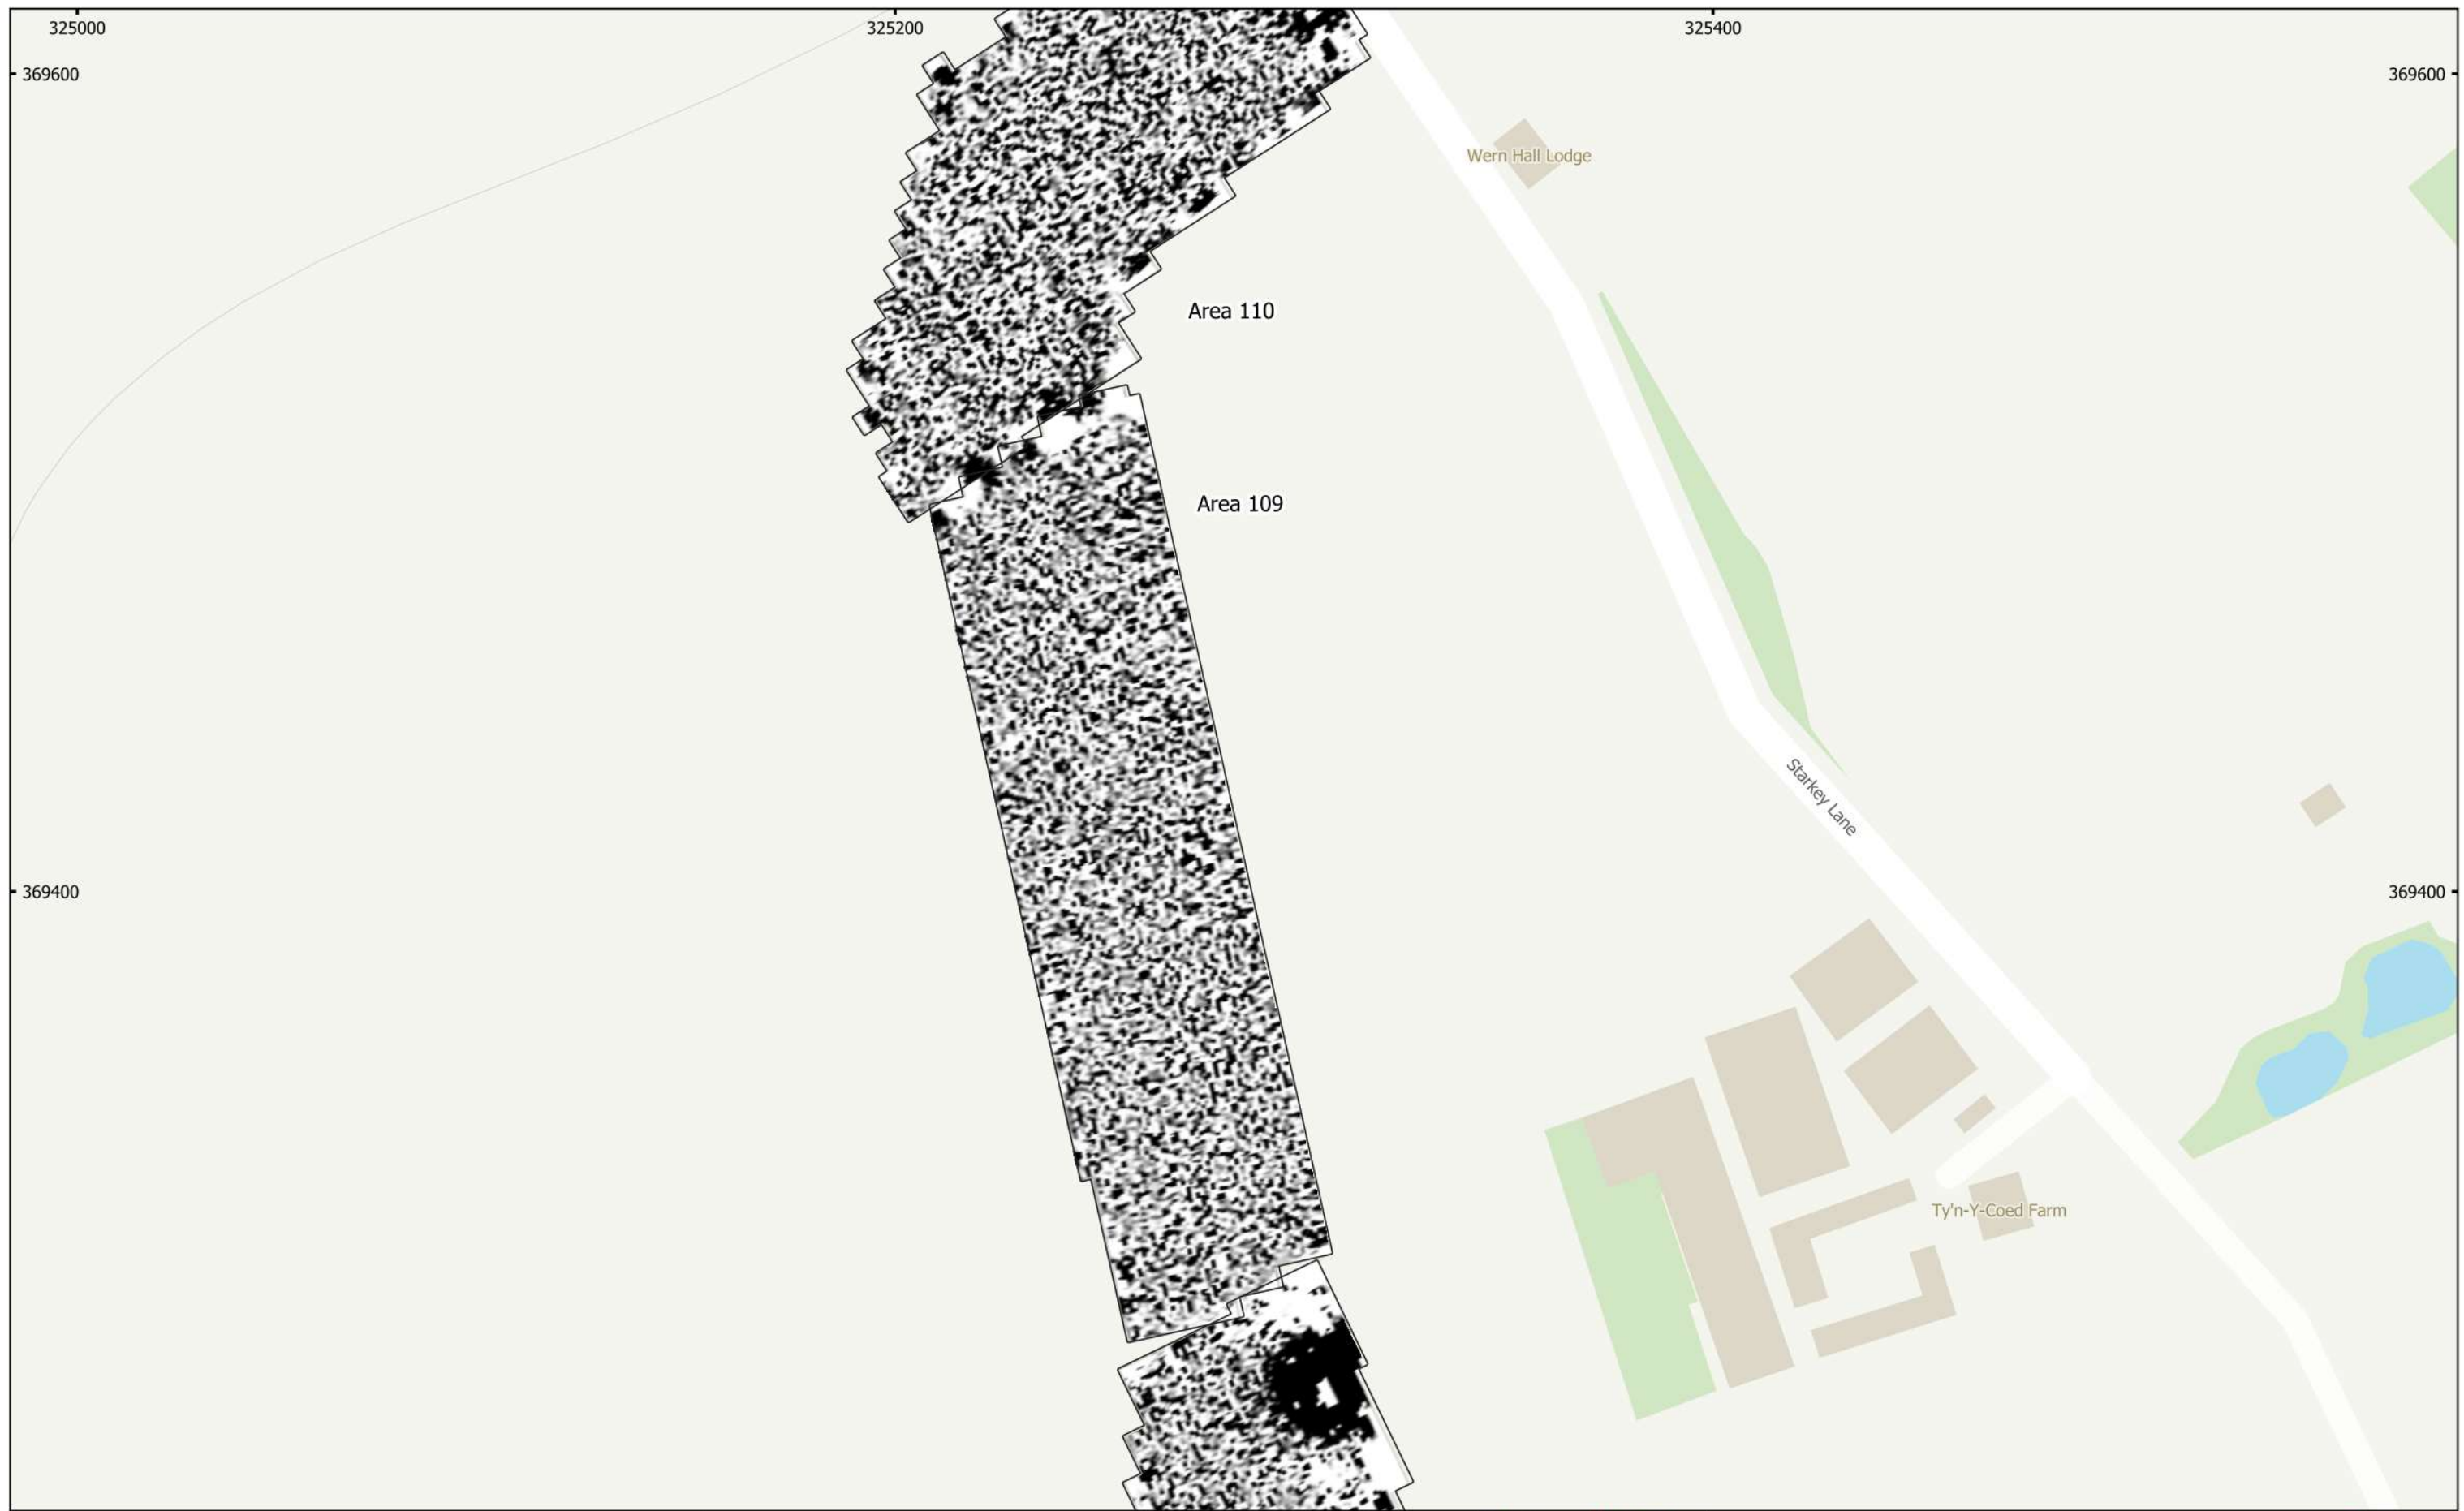 325000
325200
325400
369600
369600
Wern Hall Lodge
Area 110
Area 109
Starkey Lane
369400
369400
Ty'n-Y-Coed Farm